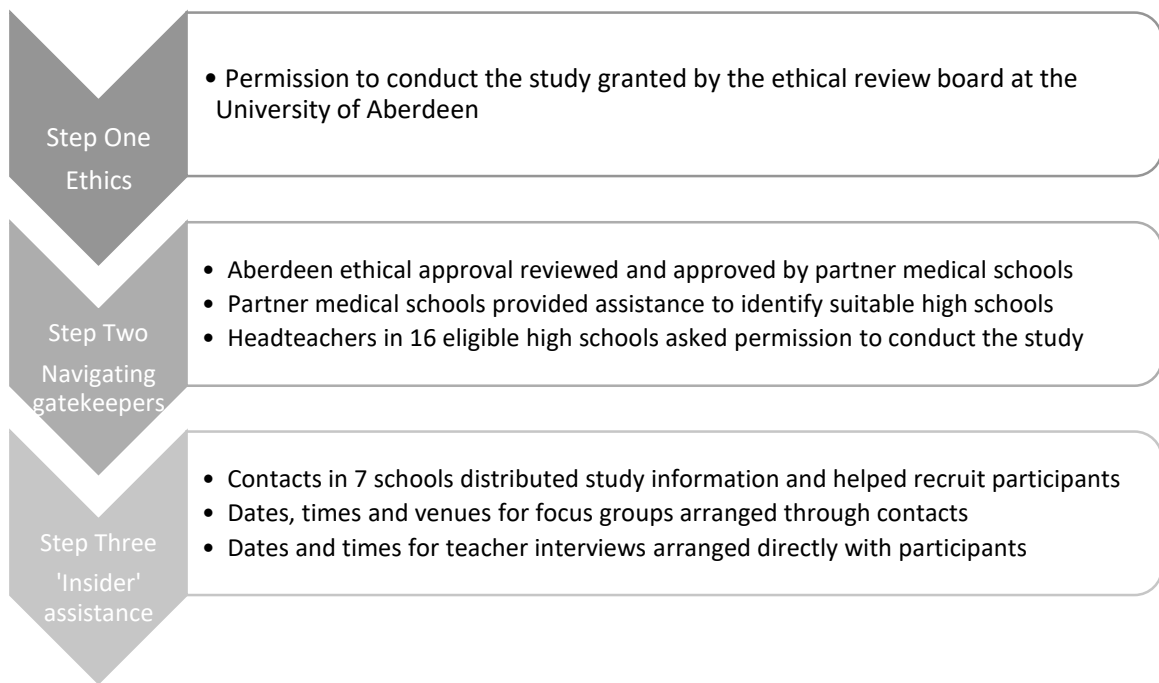 Step One
Ethics
• Permission to conduct the study granted by the ethical review board at the
University of Aberdeen
Step Two
Navigating
gatekeepers
• Aberdeen ethical approval reviewed and approved by partner medical schools
• Partner medical schools provided assistance to identify suitable high schools
• Headteachers in 16 eligible high schools asked permission to conduct the study
Step Three
'Insider'
assistance
• Contacts in 7 schools distributed study information and helped recruit participants
• Dates, times and venues for focus groups arranged through contacts
• Dates and times for teacher interviews arranged directly with participants